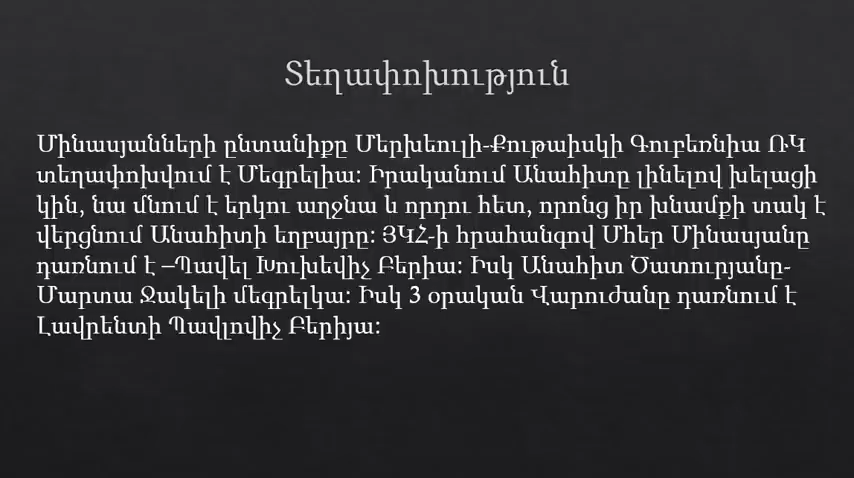 Տեղափոխություն
Մինասյանների ընտանիքը Մերխեուլի-Քութաիսկի Գուբեռնիա ՌԿ
տեղափոխվում է Մեգրելիա: Իրականում Անահիտը լինելով խելացի
կին, նա մնում է երկու աղջնա և որդու հետ, որոնց իր խնամքի տակ է
վերցնում Անահիտի եղբայրը: ՅԿՀ-ի հրահանգով Մհեր Մինասյանը
դառնում է –Պավել Խուխեվիչ Բերիա: Իսկ Անահիտ Ծատուրյանը-
Մարտա Ջակելի մեգրելկա: Իսկ 3 օրական Վարուժանը դառնում է
Լավրենտի Պավլովիչ Բերիյա: